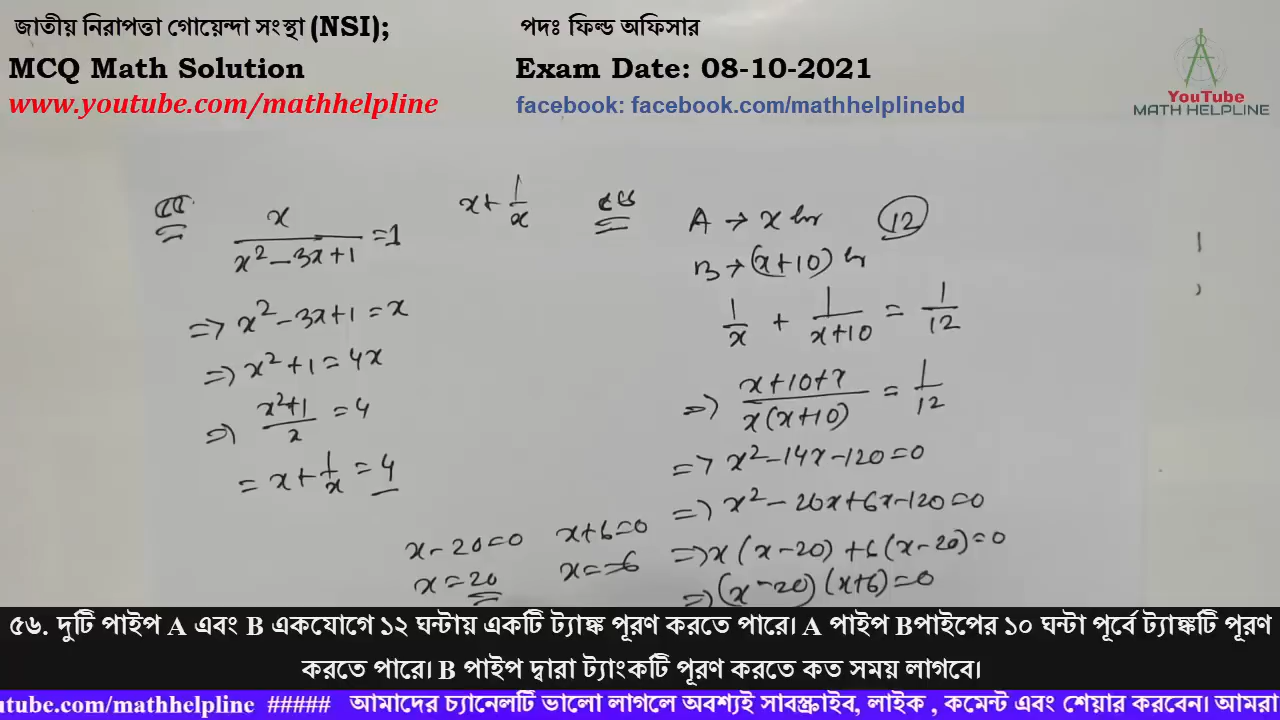 জাতীয় নিরাপত্তা গোয়েন্দা সংস্থা (NSI);
পদঃ ফিল্ড অফিসার
MCQ Math Solution
Exam Date: 08-10-2021
www.youtube.com/mathhelpline
facebook: facebook.com/mathhelplinebd
YouTube
MATH HELPLINE
৫৫.
x / (x² - 3x + 1) = 1
x + 1/x
=> x² - 3x + 1 = x
=> x² + 1 = 4x
=> (x² + 1) / x = 4
= x + 1/x = 4
৫৬
A → x hr
12
B → (x+10) hr
1/x + 1/(x+10) = 1/12
=> (x+10+x) / x(x+10) = 1/12
=> x² - 14x - 120 = 0
=> x² - 20x + 6x - 120 = 0
=> x(x-20) + 6(x-20) = 0
=> (x-20)(x+6) = 0
x - 20 = 0
x + 6 = 0
x = 20
x = -6
৫৬. দুটি পাইপ A এবং B একযোগে ১২ ঘন্টায় একটি ট্যাঙ্ক পূরণ করতে পারে। A পাইপ Bপাইপের ১০ ঘন্টা পূর্বে ট্যাঙ্কটি পূরণ
করতে পারে। B পাইপ দ্বারা ট্যাংকটি পূরণ করতে কত সময় লাগবে।
utube.com/mathhelpline ##### আমাদের চ্যানেলটি ভালো লাগলে অবশ্যই সাবস্ক্রাইব, লাইক , কমেন্ট এবং শেয়ার করবেন। আমরা